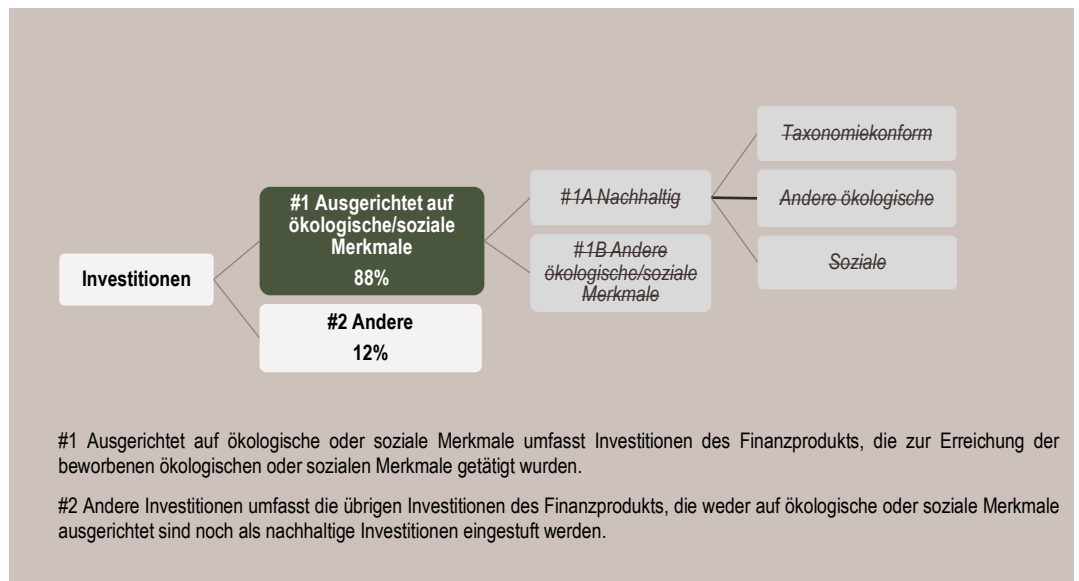 Investitionen
#1 Ausgerichtet auf
ökologische/soziale
Merkmale
88%
#2 Andere
12%
#1A Nachhaltig
#1B Andere
ökologische/soziale
Merkmale
Taxonomiekonform
Andere ökologische
Soziale
#1 Ausgerichtet auf ökologische oder soziale Merkmale umfasst Investitionen des Finanzprodukts, die zur Erreichung der
beworbenen ökologischen oder sozialen Merkmale getätigt wurden.
#2 Andere Investitionen umfasst die übrigen Investitionen des Finanzprodukts, die weder auf ökologische oder soziale Merkmale
ausgerichtet sind noch als nachhaltige Investitionen eingestuft werden.